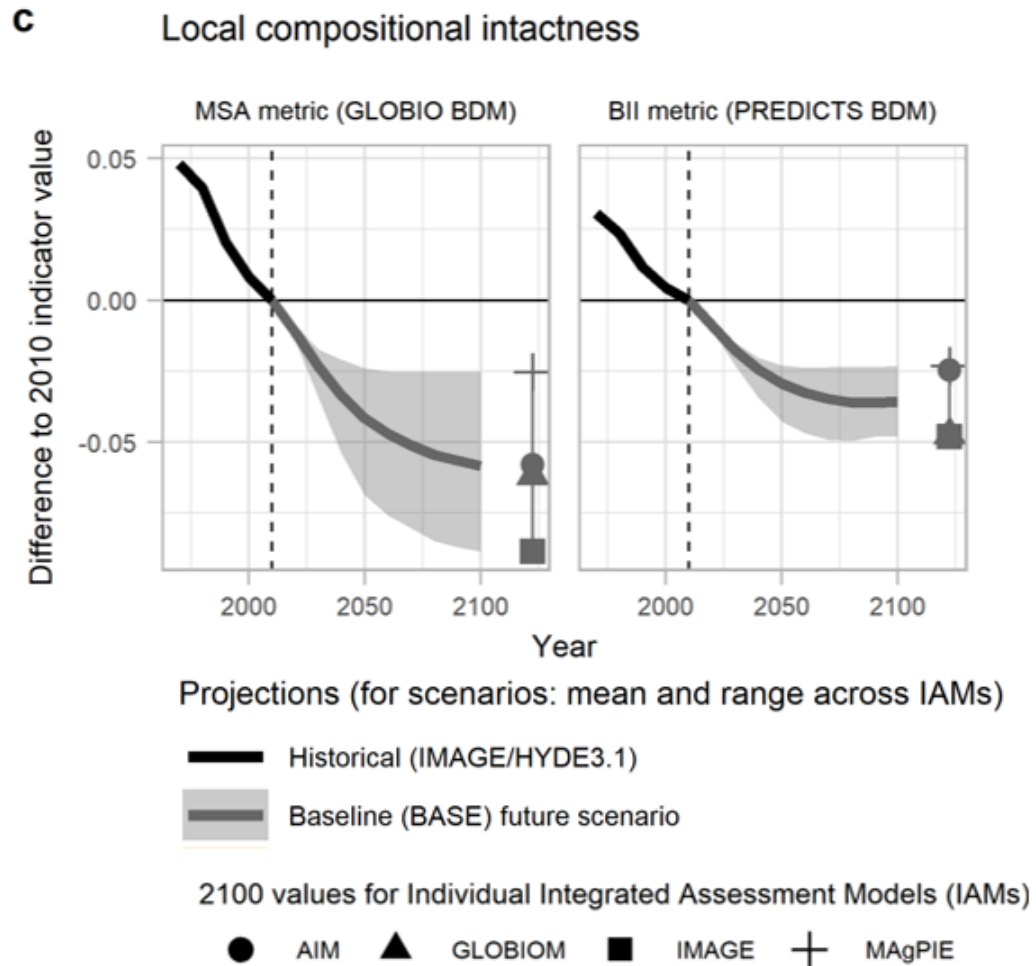 c Local compositional intactness
MSA metric (GLOBIO BDM) BII metric (PREDICTS BDM)
Difference to 2010 indicator value
0.05
0.00
-0.05
2000 2050 2100 2000 2050 2100
Year
Projections (for scenarios: mean and range across IAMs)
Historical (IMAGE/HYDE3.1)
Baseline (BASE) future scenario
2100 values for Individual Integrated Assessment Models (IAMs)
AIM GLOBIOM IMAGE MAgPIE